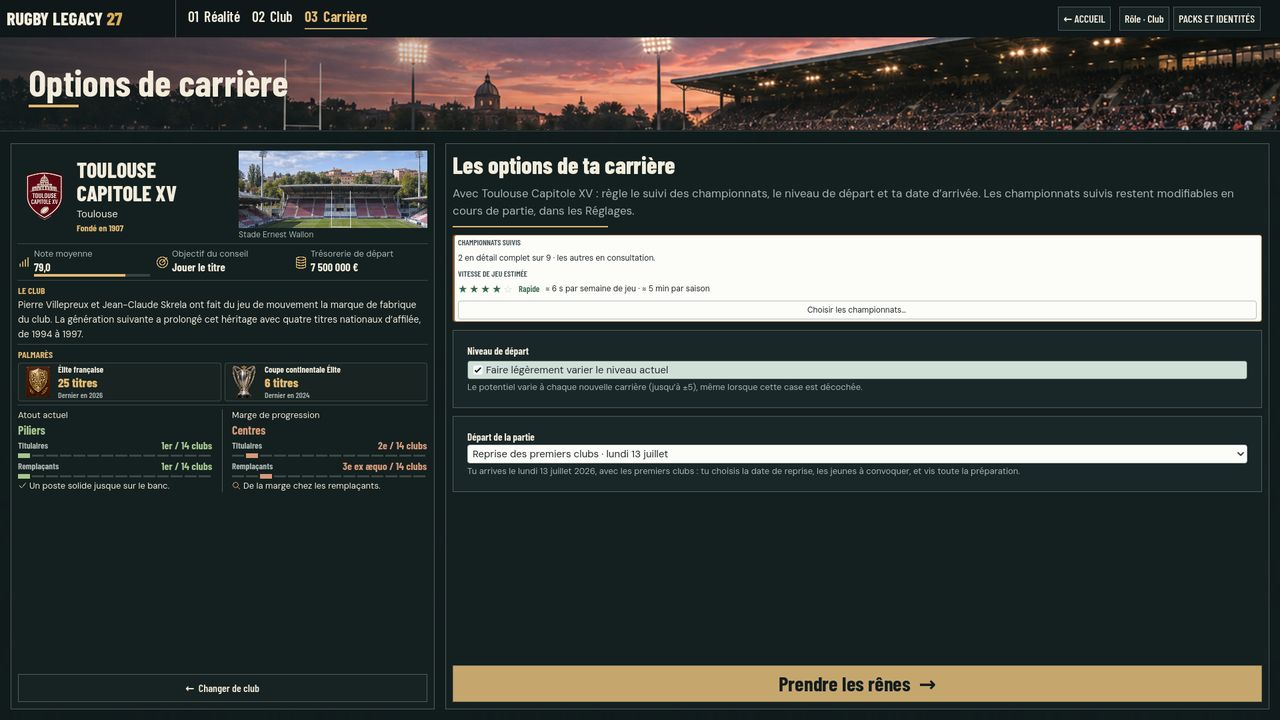 RUGBY LEGACY 27
01 Réalité
02 Club
03 Carrière
← ACCUEIL
Rôle · Club
PACKS ET IDENTITÉS
Options de carrière
TOULOUSE
CAPITOLE XV
TOULOUSE
CAPITOLE XV
Toulouse
Fondé en 1907
Stade Ernest Wallon
Note moyenne
79,0
Objectif du conseil
Jouer le titre
Trésorerie de départ
7 500 000 €
LE CLUB
Pierre Villepreux et Jean-Claude Skrela ont fait du jeu de mouvement la marque de fabrique
du club. La génération suivante a prolongé cet héritage avec quatre titres nationaux d’affilée,
de 1994 à 1997.
PALMARÈS
Élite française
25 titres
Dernier en 2026
Coupe continentale Élite
6 titres
Dernier en 2024
Atout actuel
Piliers
Titulaires 1er / 14 clubs
Remplaçants 1er / 14 clubs
✓ Un poste solide jusque sur le banc.
Marge de progression
Centres
Titulaires 2e / 14 clubs
Remplaçants 3e ex æquo / 14 clubs
De la marge chez les remplaçants.
← Changer de club
Les options de ta carrière
Avec Toulouse Capitole XV : règle le suivi des championnats, le niveau de départ et ta date d’arrivée. Les championnats suivis restent modifiables en
cours de partie, dans les Réglages.
CHAMPIONNATS SUIVIS
2 en détail complet sur 9 · les autres en consultation.
VITESSE DE JEU ESTIMÉE
★ ★ ★ ★ ☆ Rapide ≈ 6 s par semaine de jeu · ≈ 5 min par saison
Choisir les championnats…
Niveau de départ
Faire légèrement varier le niveau actuel
Le potentiel varie à chaque nouvelle carrière (jusqu’à ±5), même lorsque cette case est décochée.
Départ de la partie
Reprise des premiers clubs · lundi 13 juillet
Tu arrives le lundi 13 juillet 2026, avec les premiers clubs : tu choisis la date de reprise, les jeunes à convoquer, et vis toute la préparation.
Prendre les rênes →